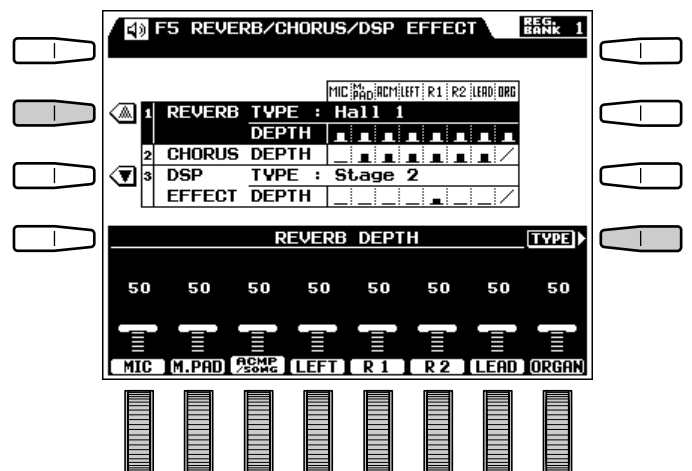 F5 REVERB/CHORUS/DSP EFFECT REG. BANK 1
MIC M.PAD ACM LEFT R1 R2 LEAD ORG
1 REVERB TYPE : Hall 1
DEPTH
2 CHORUS DEPTH
3 DSP TYPE : Stage 2
EFFECT DEPTH
REVERB DEPTH TYPE
50 50 50 50 50 50 50 50
MIC M.PAD ACMP/SONG LEFT R 1 R 2 LEAD ORGAN